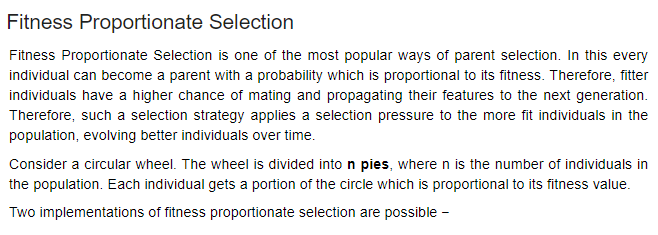 Fitness Proportionate Selection
Fitness Proportionate Selection is one of the most popular ways of parent selection. In this every
individual can become a parent with a probability which is proportional to its fitness. Therefore, fitter
individuals have a higher chance of mating and propagating their features to the next generation.
Therefore, such a selection strategy applies a selection pressure to the more fit individuals in the
population, evolving better individuals over time.
Consider a circular wheel. The wheel is divided into n pies, where n is the number of individuals in
the population. Each individual gets a portion of the circle which is proportional to its fitness value.
Two implementations of fitness proportionate selection are possible −